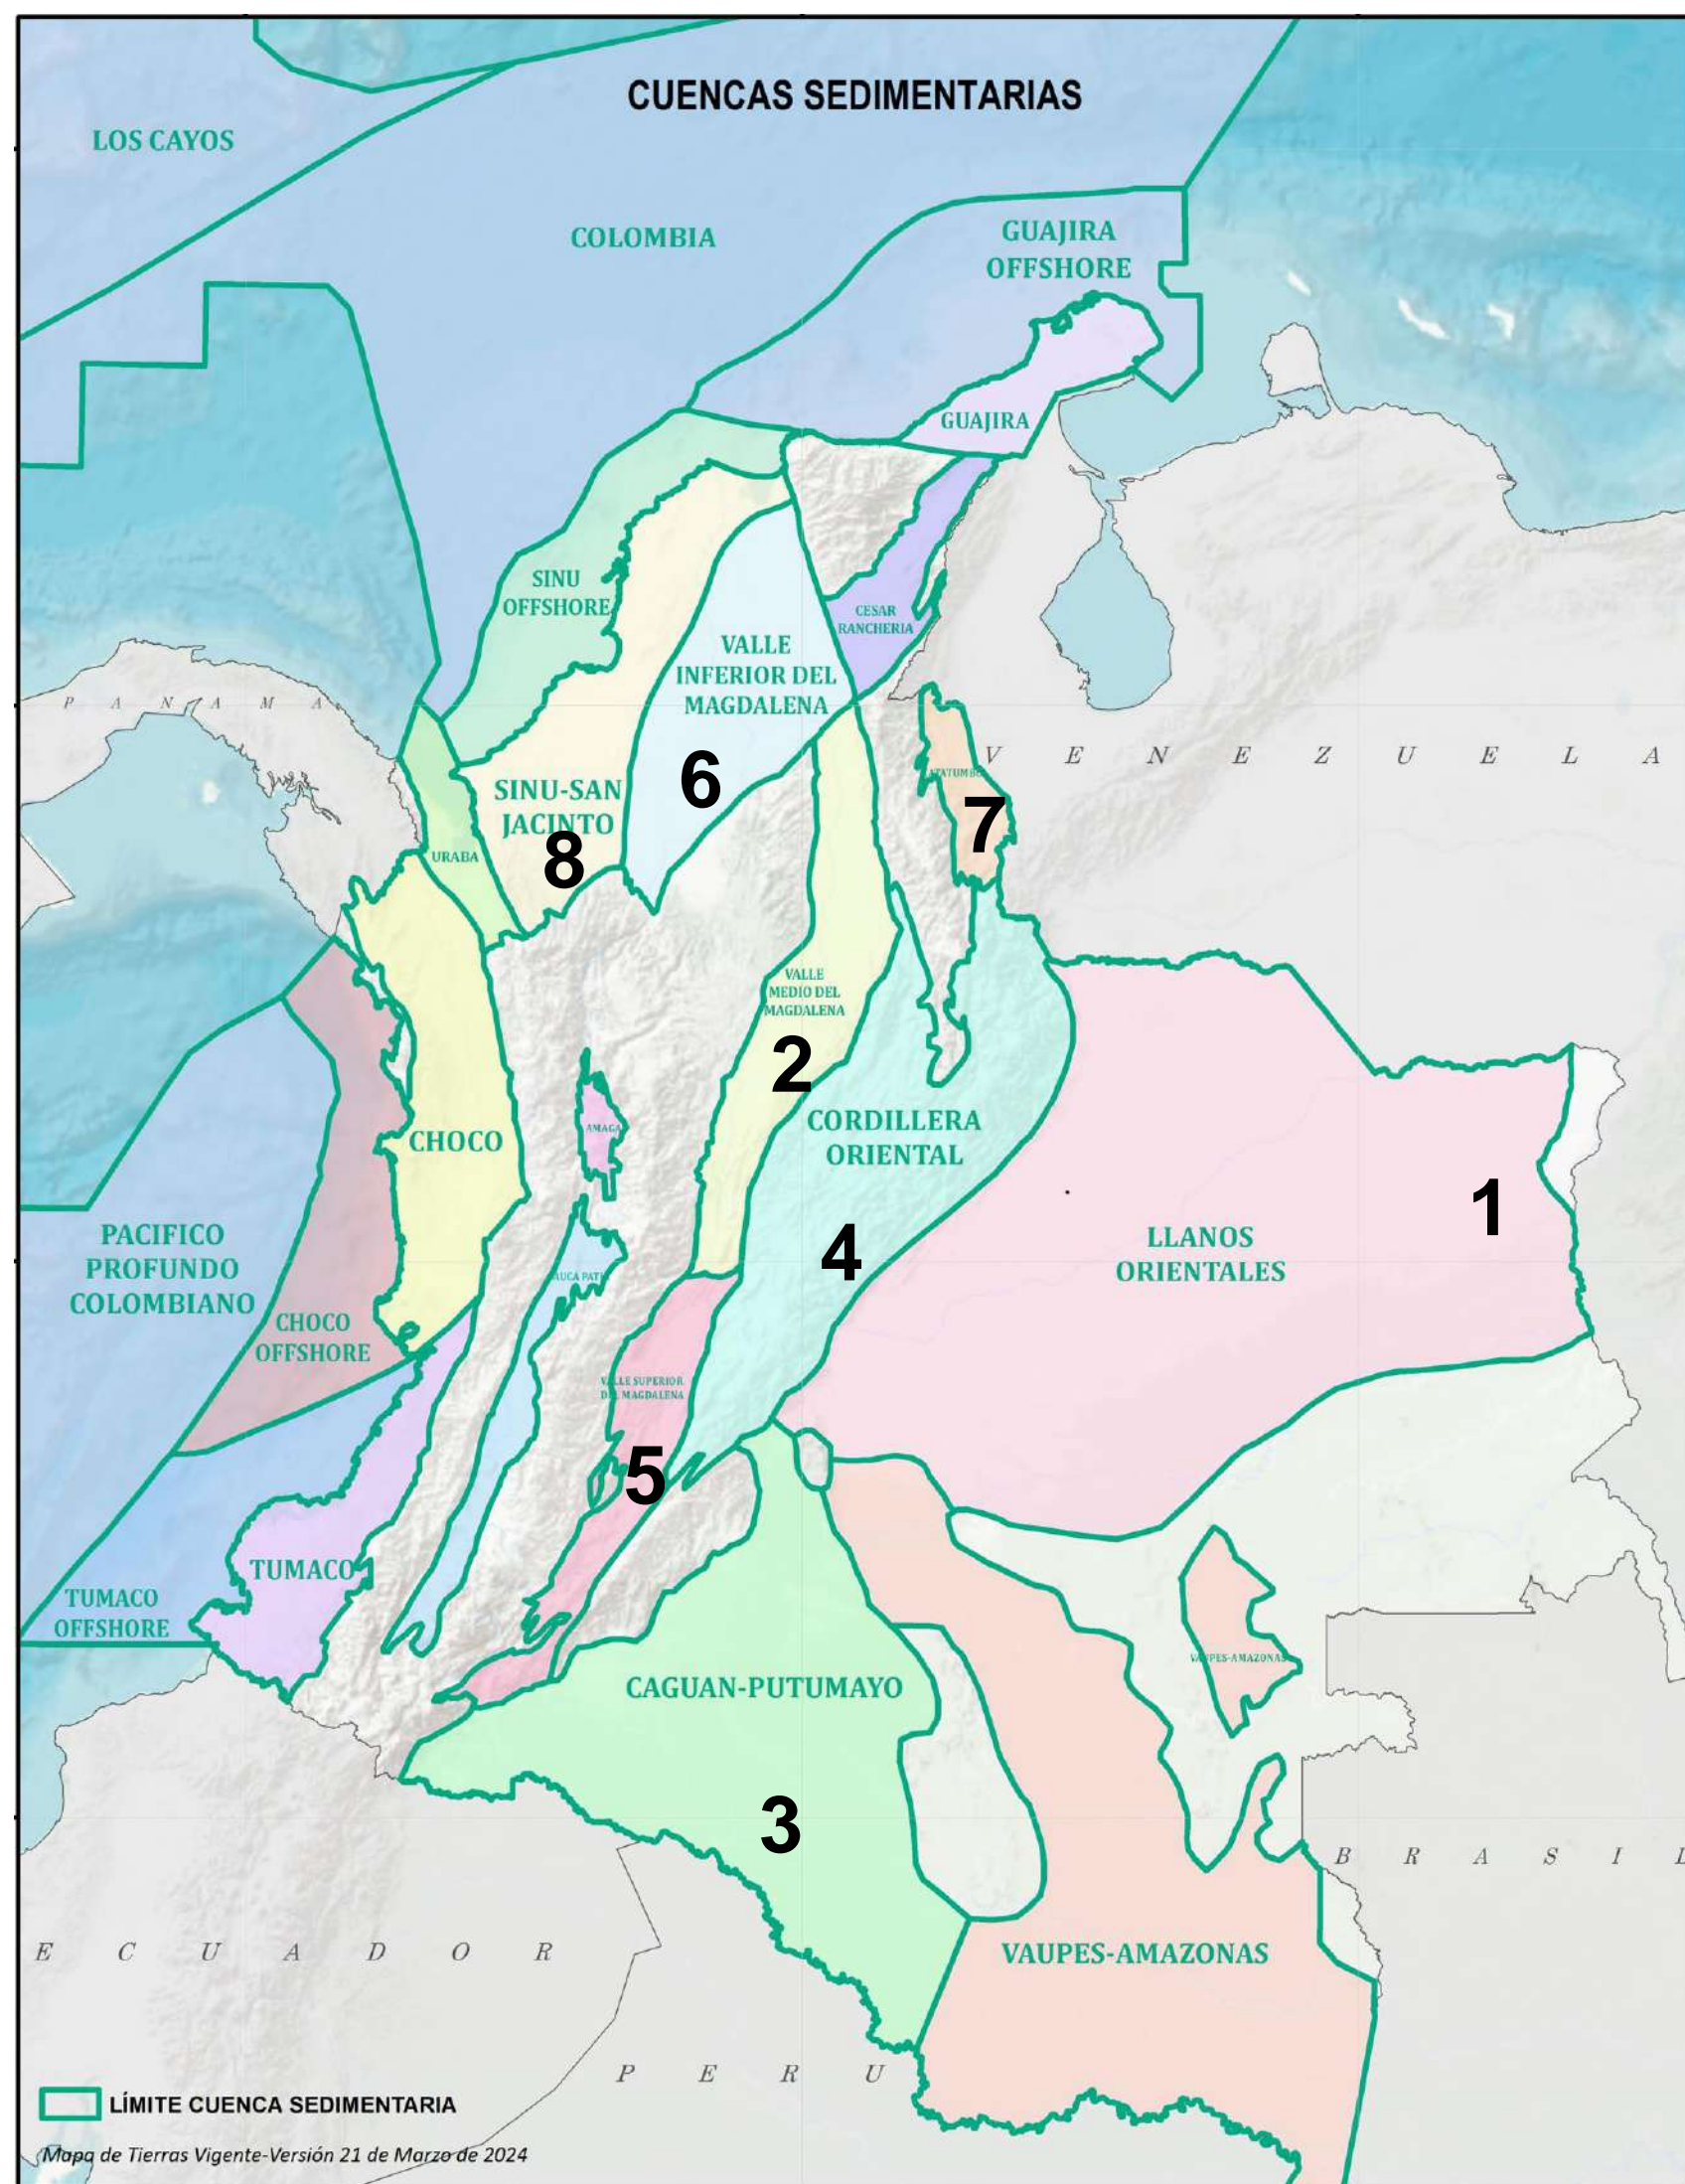 CUENCAS SEDIMENTARIAS
LOS CAYOS
COLOMBIA
GUAJIRA
OFFSHORE
GUAJIRA
SINU
OFFSHORE
CESAR
RANCHERIA
VALLE
INFERIOR DEL
MAGDALENA
P A N A M A
V E N E Z U E L A
6
SINU-SAN
JACINTO
8
7
URABA
VALLE
MEDIO DEL
MAGDALENA
2
CORDILLERA
ORIENTAL
AMAGA
CHOCO
1
PACIFICO
PROFUNDO
COLOMBIANO
4
LLANOS
ORIENTALES
CHOCO
OFFSHORE
VALLE SUPERIOR
DEL MAGDALENA
5
TUMACO
TUMACO
OFFSHORE
VAUPES-AMAZONAS
CAGUAN-PUTUMAYO
3
B R A S I L
E C U A D O R
VAUPES-AMAZONAS
P E R U
LÍMITE CUENCA SEDIMENTARIA
Mapa de Tierras Vigente-Versión 21 de Marzo de 2024